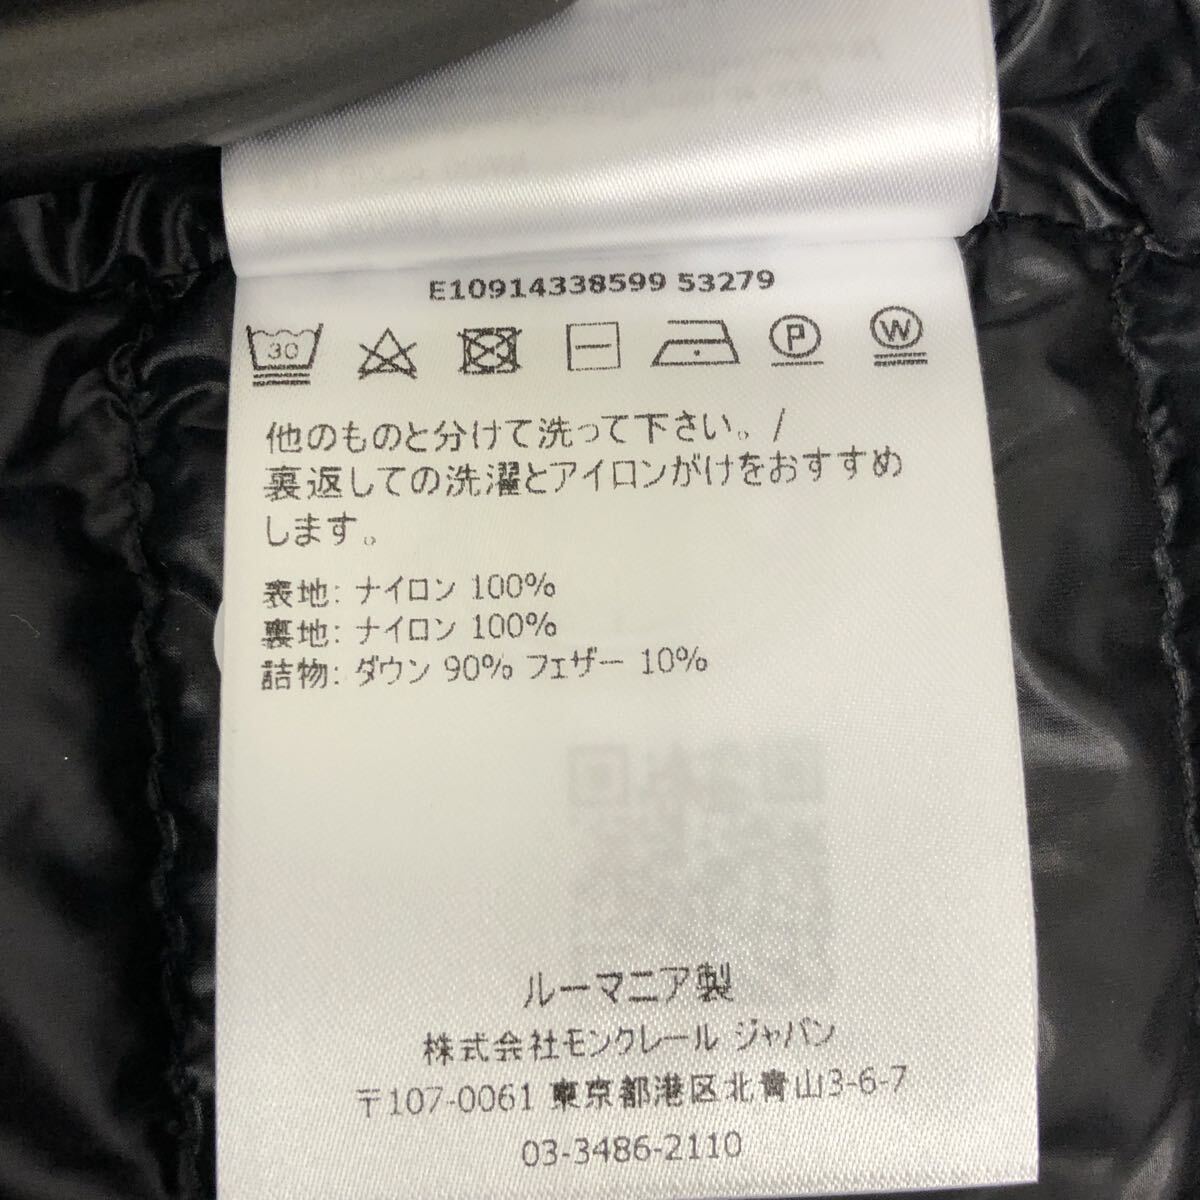 E10914338599 53279
30 P W
他のものと分けて洗って下さい。/
裏返しての洗濯とアイロンがけをおすすめ
します。
表地: ナイロン 100%
裏地: ナイロン 100%
詰物: ダウン 90% フェザー 10%
ルーマニア製
株式会社モンクレール ジャパン
〒107-0061 東京都港区北青山3-6-7
03-3486-2110